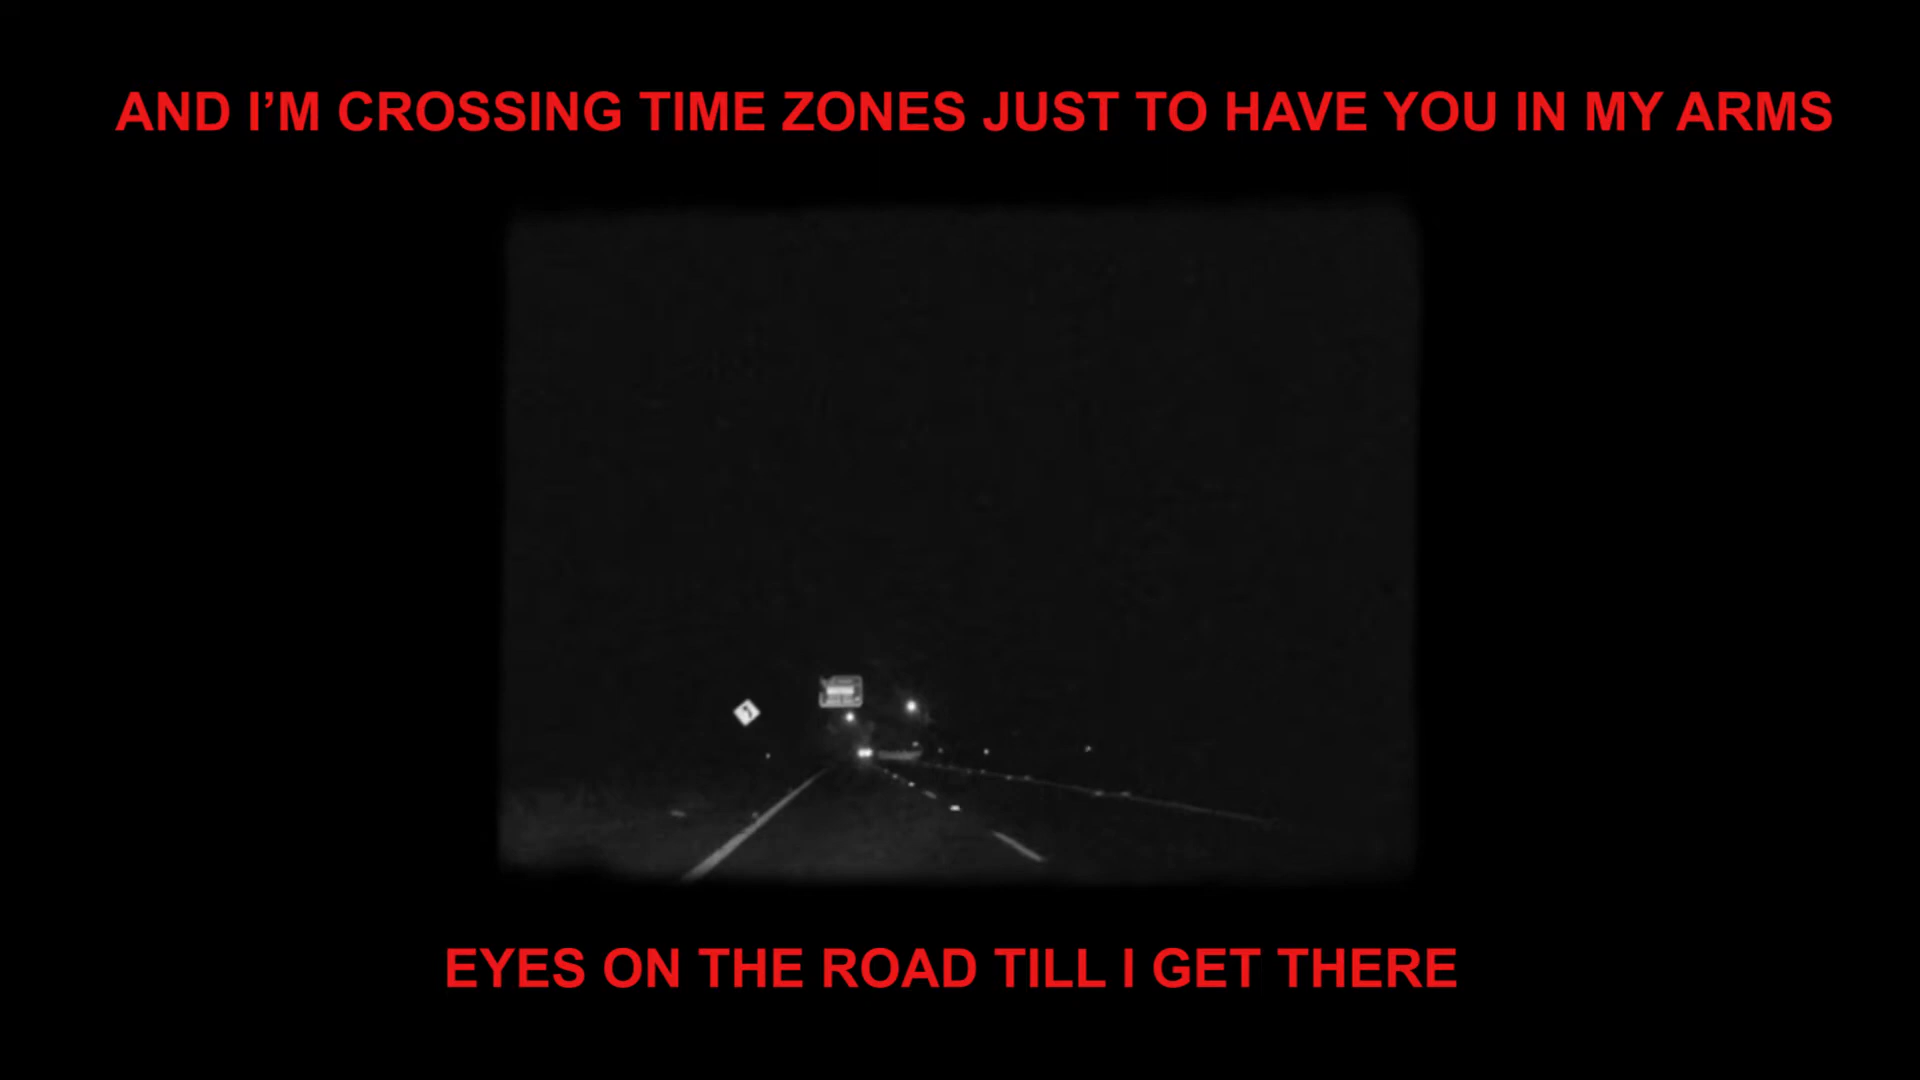 AND I’M CROSSING TIME ZONES JUST TO HAVE YOU IN MY ARMS
EYES ON THE ROAD TILL I GET THERE